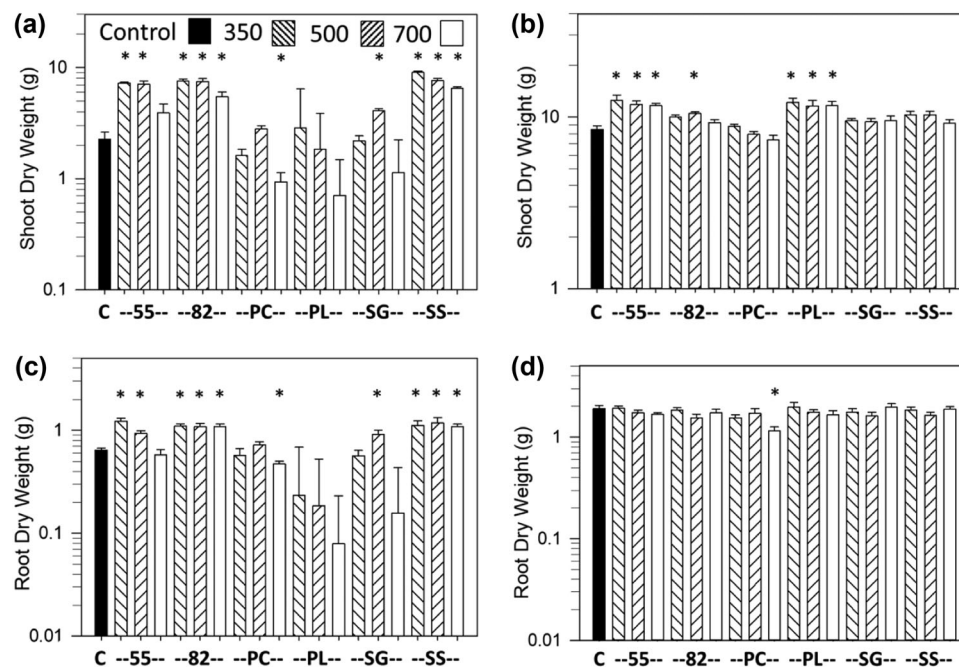 (a)
Control 350 500 700
* * * * * * * * * *
Shoot Dry Weight (g)
10
1
0.1
C --55-- --82-- --PC-- --PL-- --SG-- --SS--
(b)
* * * * * * *
Shoot Dry Weight (g)
10
1
C --55-- --82-- --PC-- --PL-- --SG-- --SS--
(c)
* * * * * * * * * *
Root Dry Weight (g)
1
0.1
0.01
C --55-- --82-- --PC-- --PL-- --SG-- --SS--
(d)
*
Root Dry Weight (g)
1
0.1
0.01
C --55-- --82-- --PC-- --PL-- --SG-- --SS--